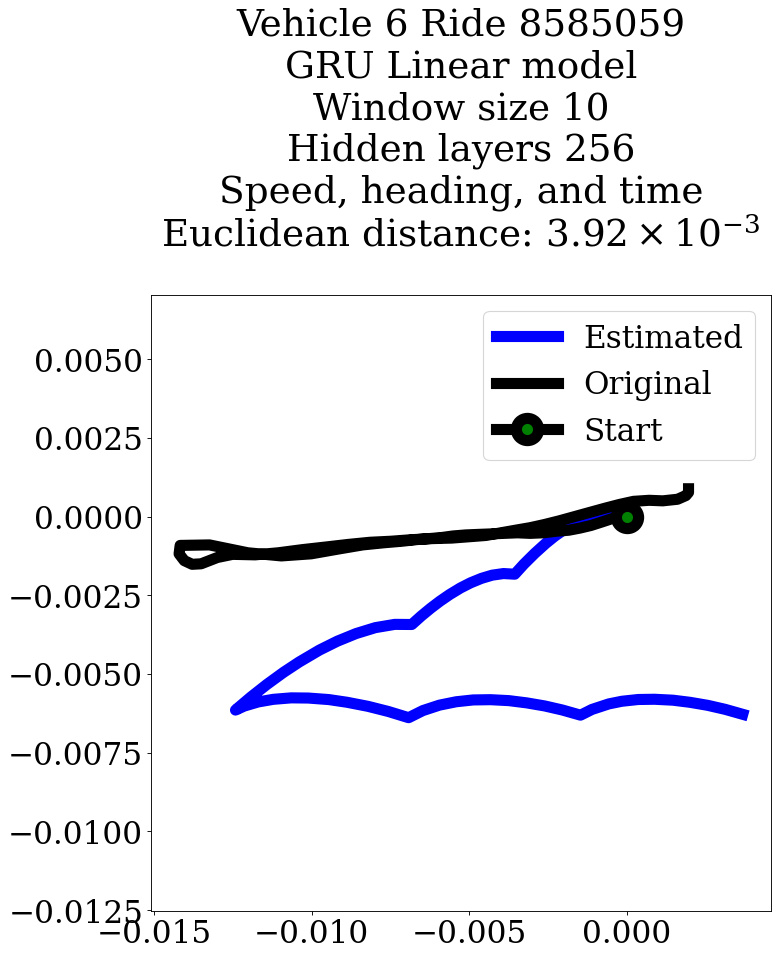 Vehicle 6 Ride 8585059
GRU Linear model
Window size 10
Hidden layers 256
Speed, heading, and time
Euclidean distance: 3.92 × 10⁻³
Estimated
Original
Start
0.0050
0.0025
0.0000
−0.0025
−0.0050
−0.0075
−0.0100
−0.0125
−0.015 −0.010 −0.005 0.000